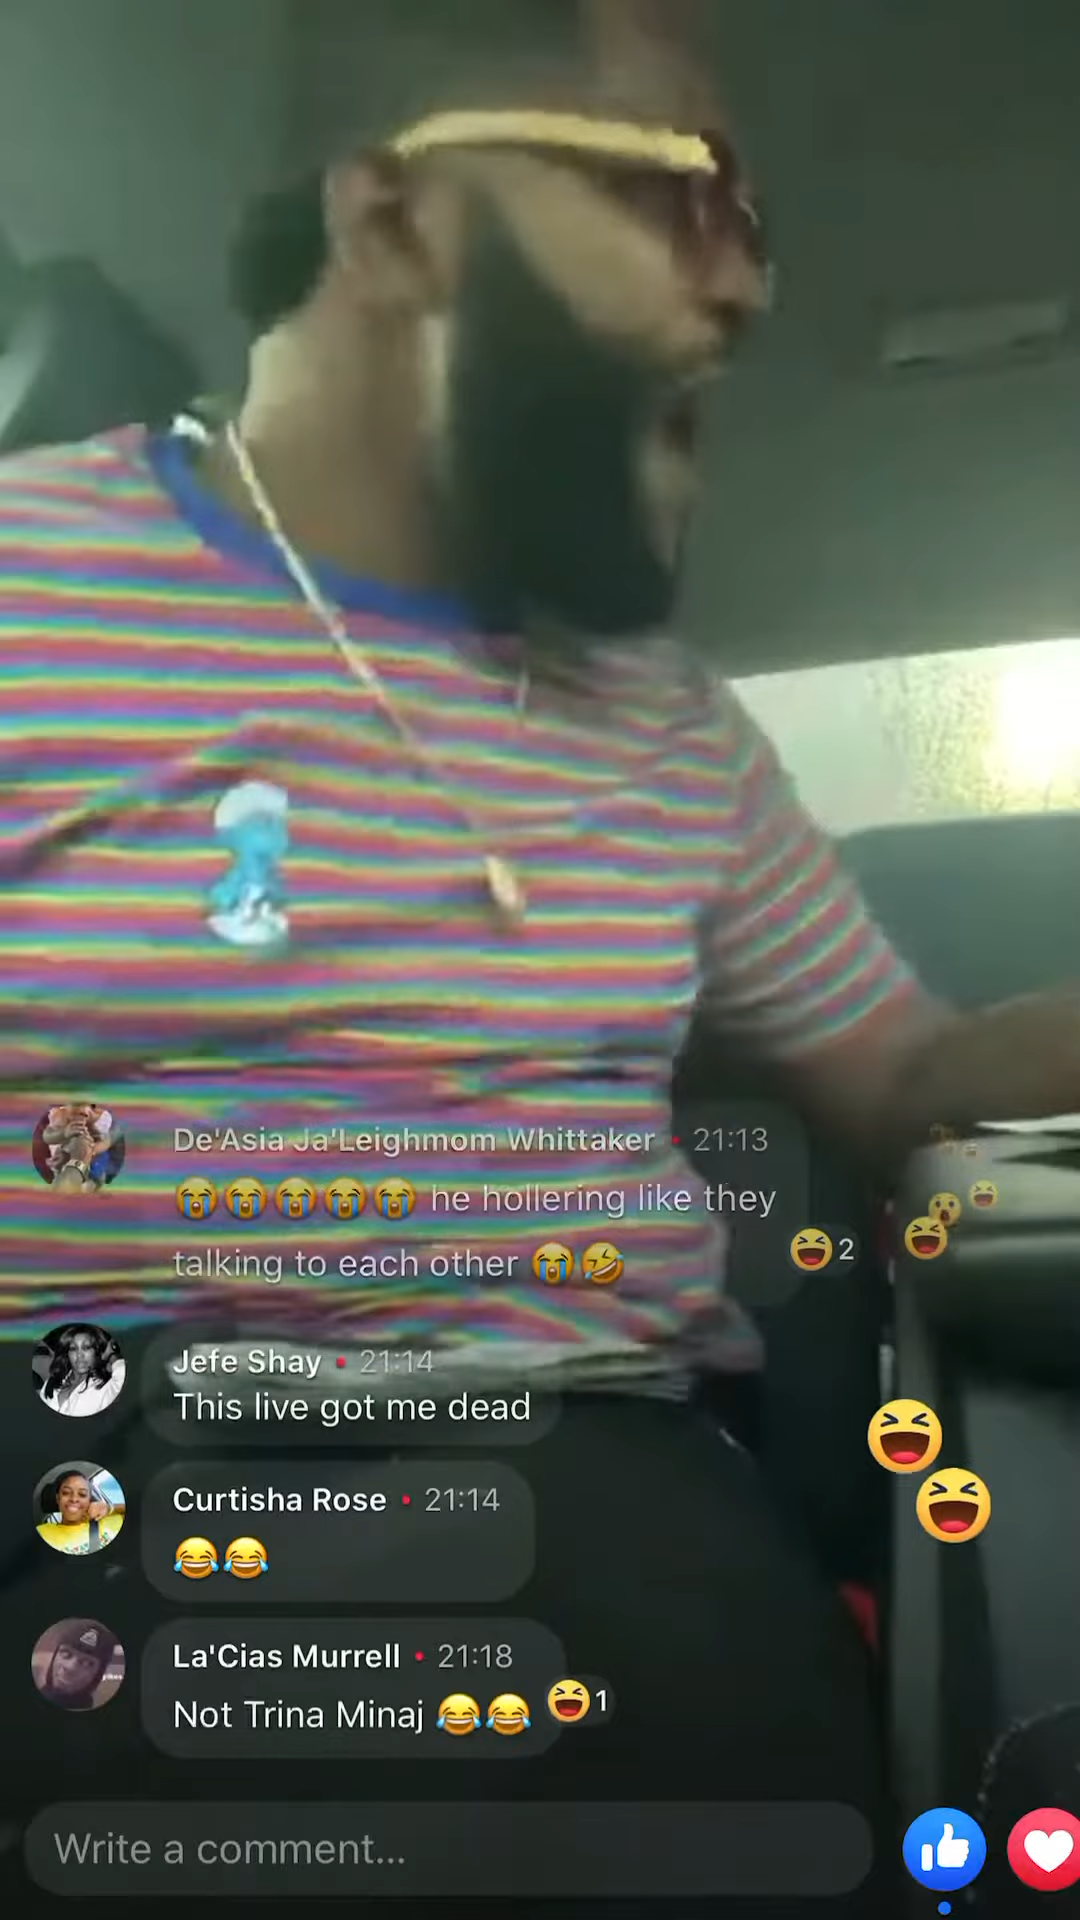 De'Asia Ja'Leighmom Whittaker • 21:13
😭😭😭😭😭 he hollering like they
talking to each other 😭🤣
😆 2
Jefe Shay • 21:14
This live got me dead
Curtisha Rose • 21:14
😂😂
La'Cias Murrell • 21:18
Not Trina Minaj 😂😂
😆 1
Write a comment...